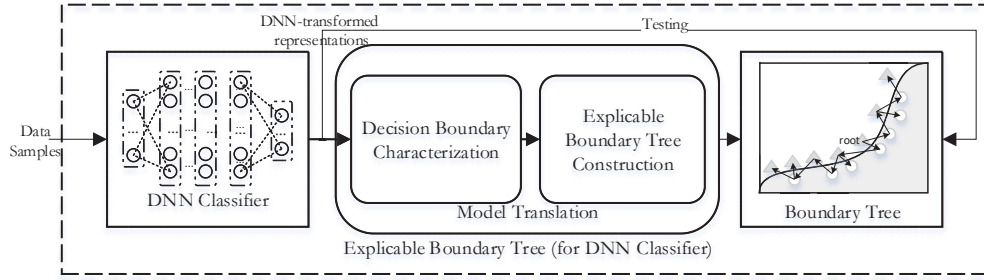 DNN-transformed
representations
Testing
Data
Samples
...
...
...
...
...
...
...
...
DNN Classifier
Decision Boundary
Characterization
Explicable
Boundary Tree
Construction
Model Translation
root
Boundary Tree
Explicable Boundary Tree (for DNN Classifier)